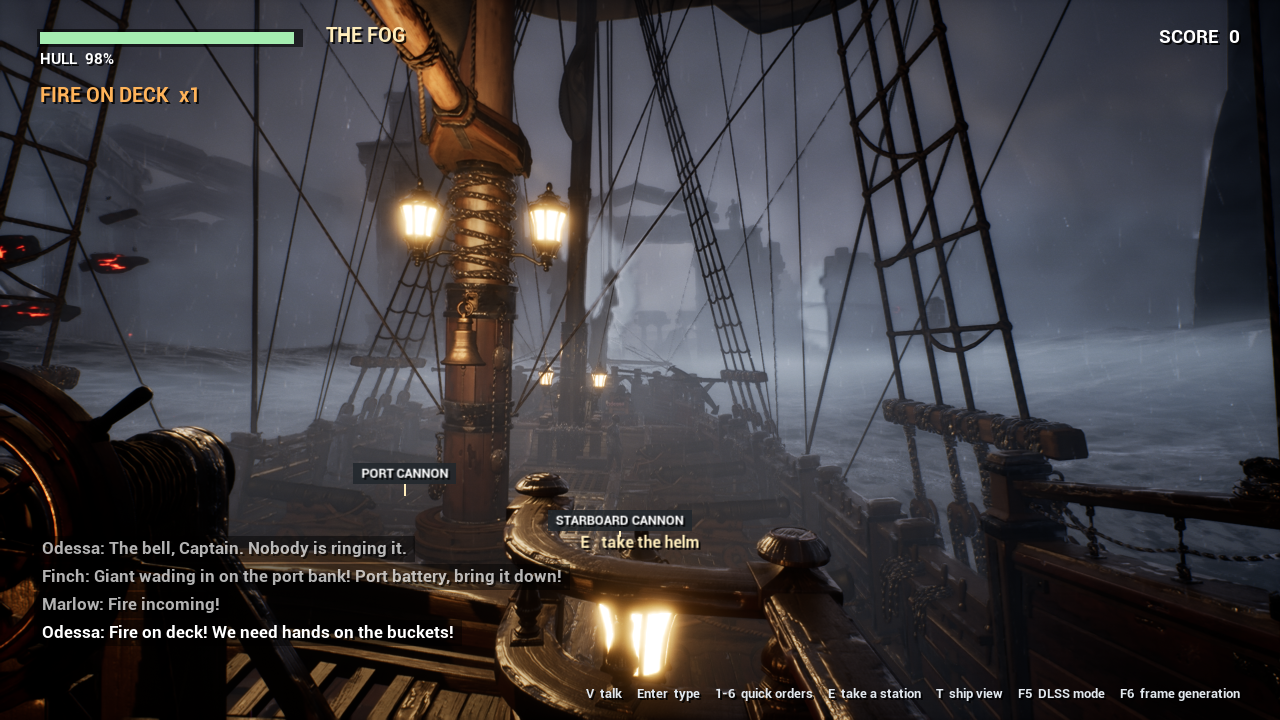 THE FOG
SCORE 0
HULL 98%
FIRE ON DECK x1
PORT CANNON
STARBOARD CANNON
E - take the helm
Odessa: The bell, Captain. Nobody is ringing it.
Finch: Giant wading in on the port bank! Port battery, bring it down!
Marlow: Fire incoming!
Odessa: Fire on deck! We need hands on the buckets!
V talk Enter type 1-6 quick orders E take a station T ship view F5 DLSS mode F6 frame generation